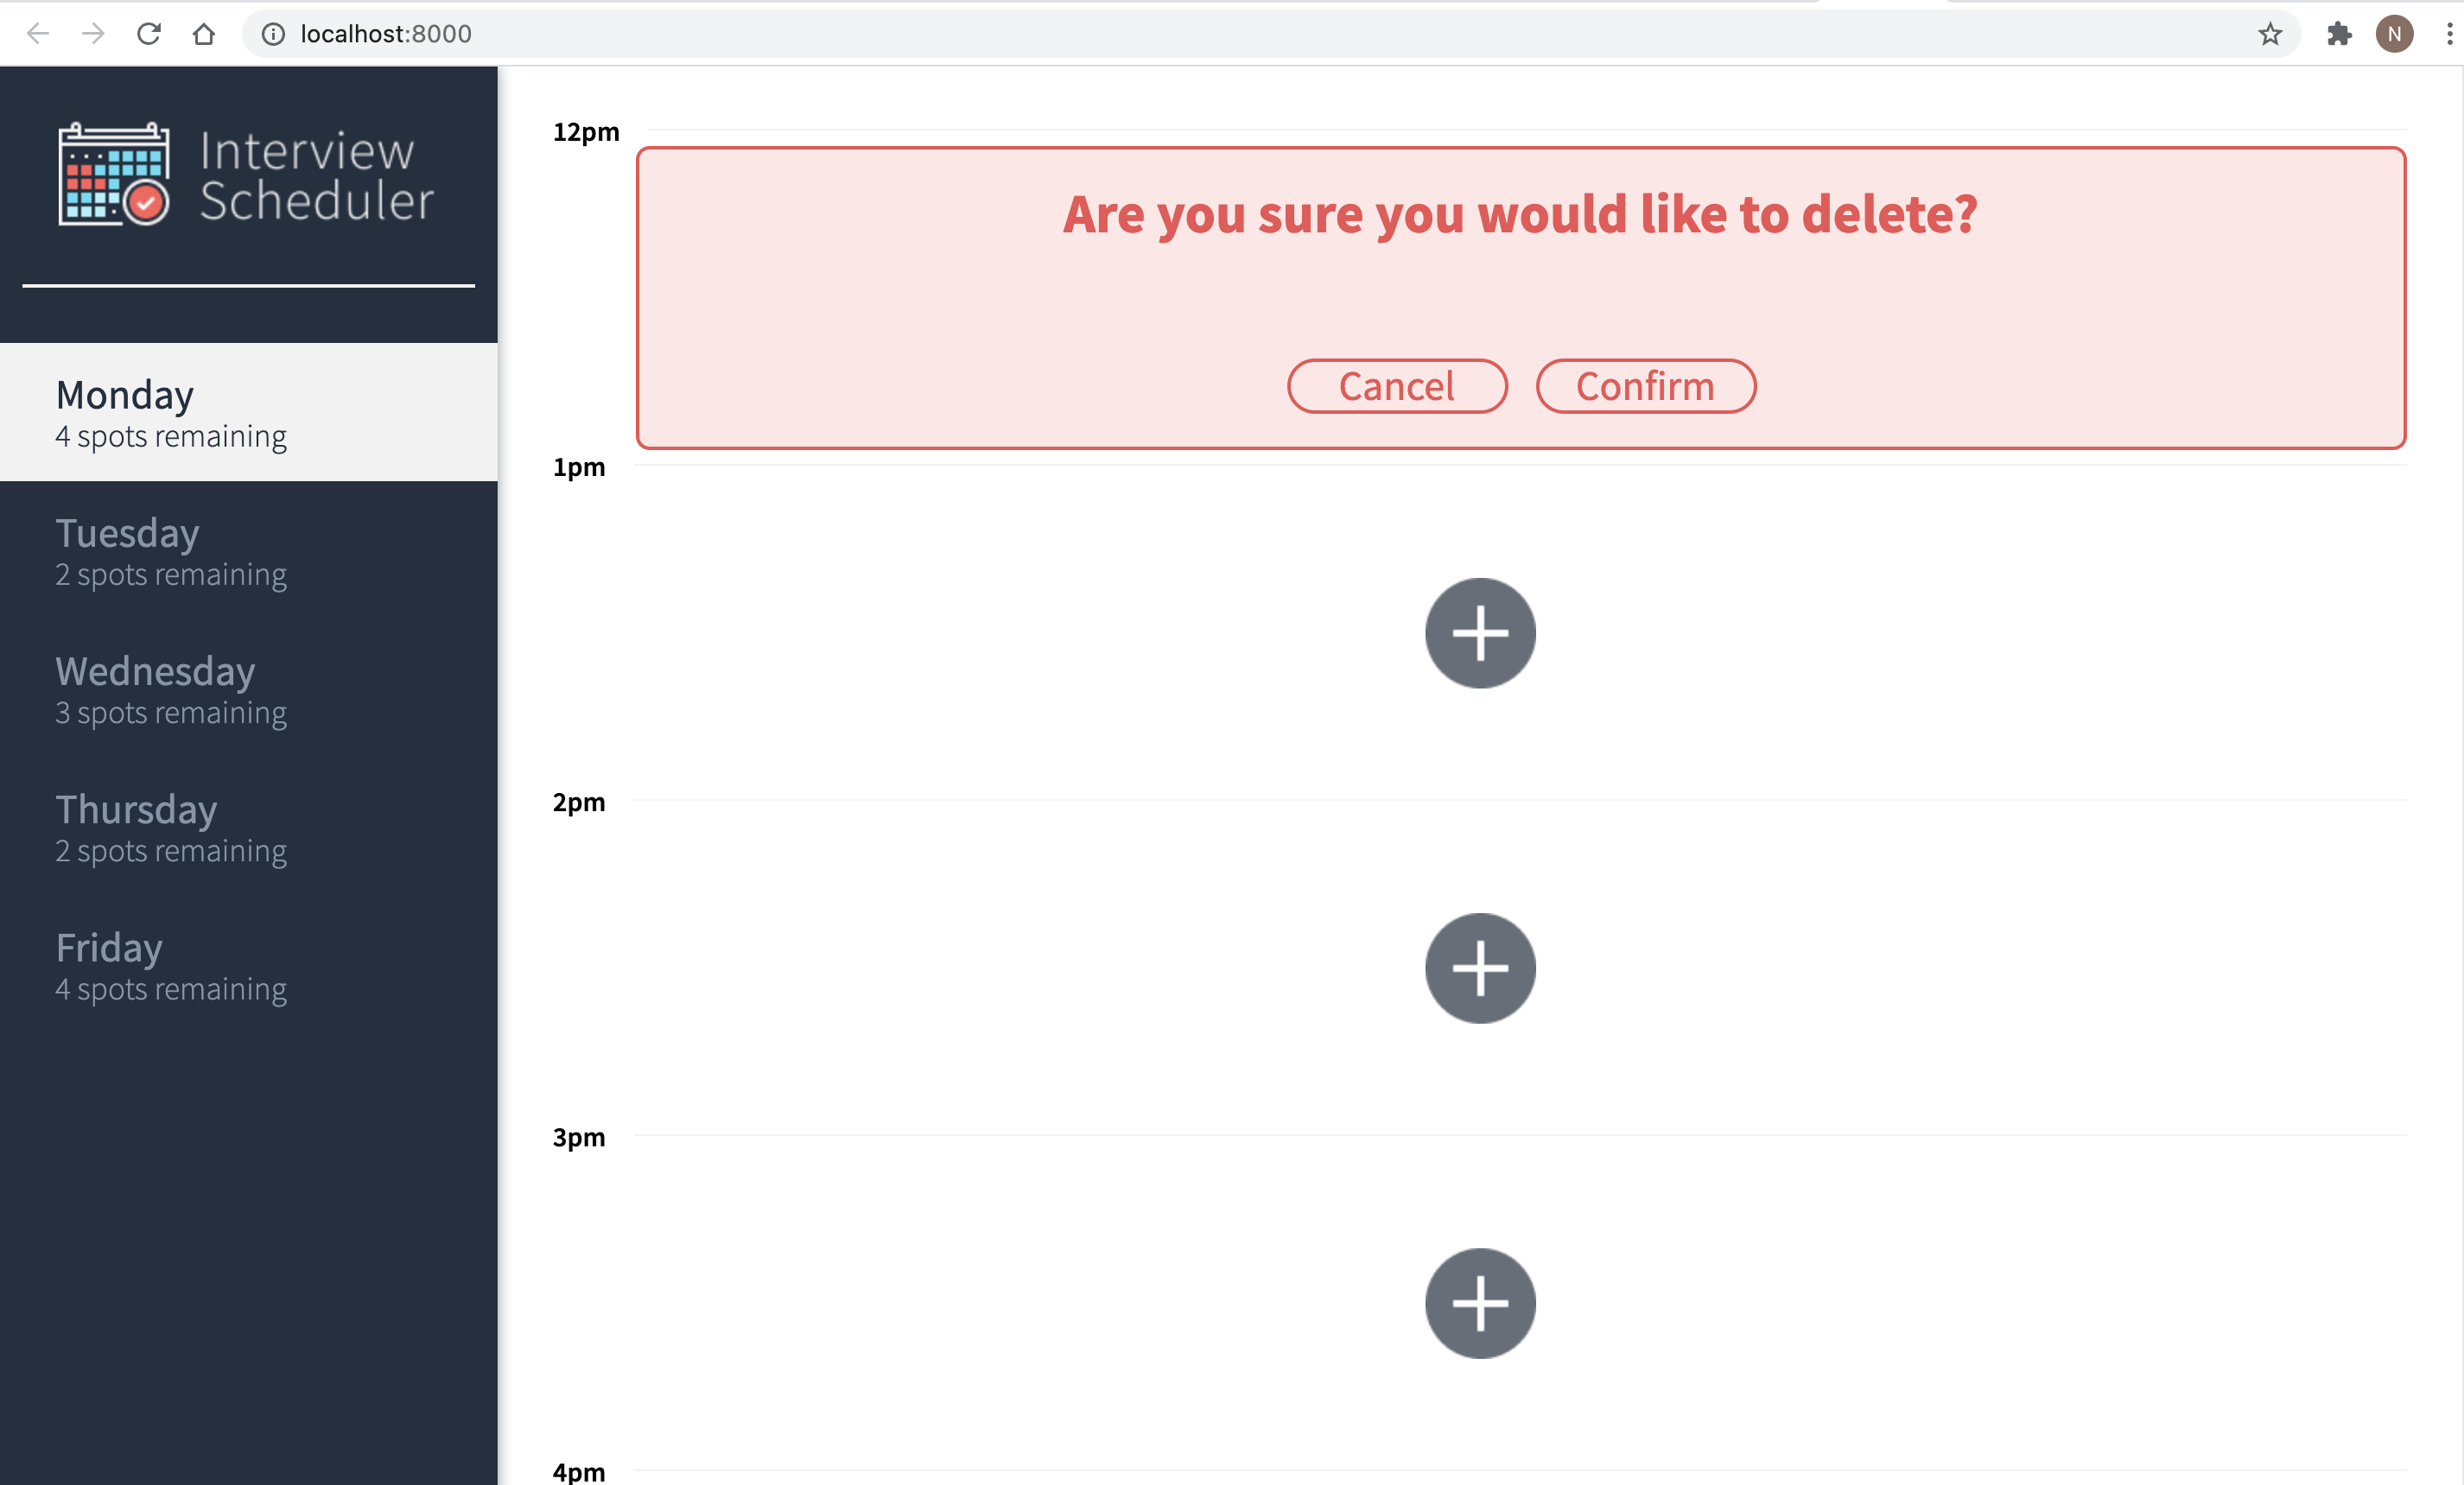 localhost:8000
N
Interview
Scheduler
Monday
4 spots remaining
Tuesday
2 spots remaining
Wednesday
3 spots remaining
Thursday
2 spots remaining
Friday
4 spots remaining
12pm
Are you sure you would like to delete?
Cancel Confirm
1pm
2pm
3pm
4pm